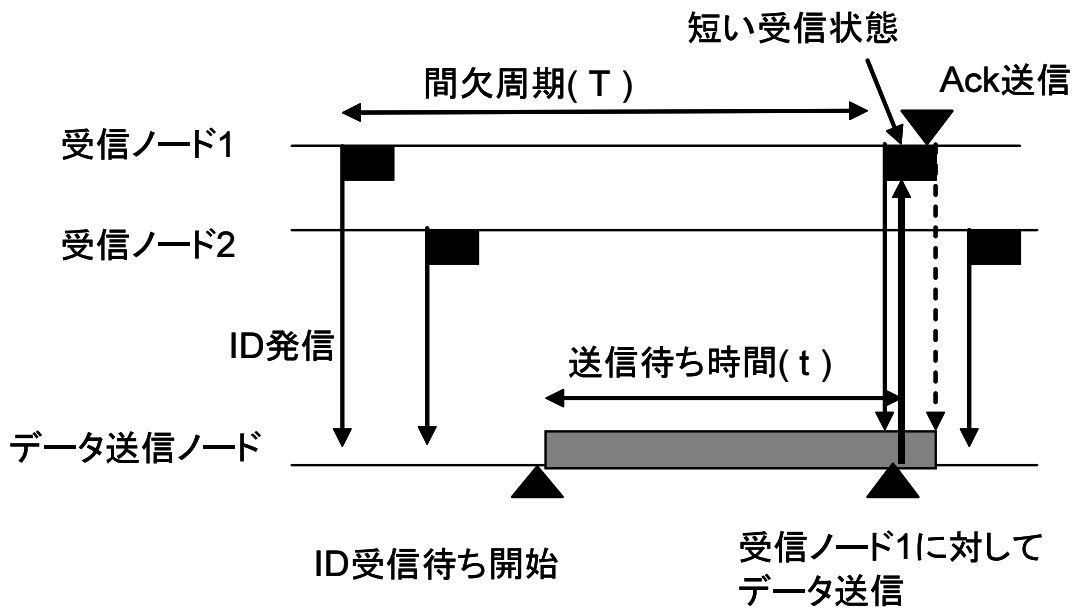 短い受信状態
間欠周期( T )
Ack送信
受信ノード1
受信ノード2
ID発信
送信待ち時間( t )
データ送信ノード
ID受信待ち開始
受信ノード1に対して
データ送信